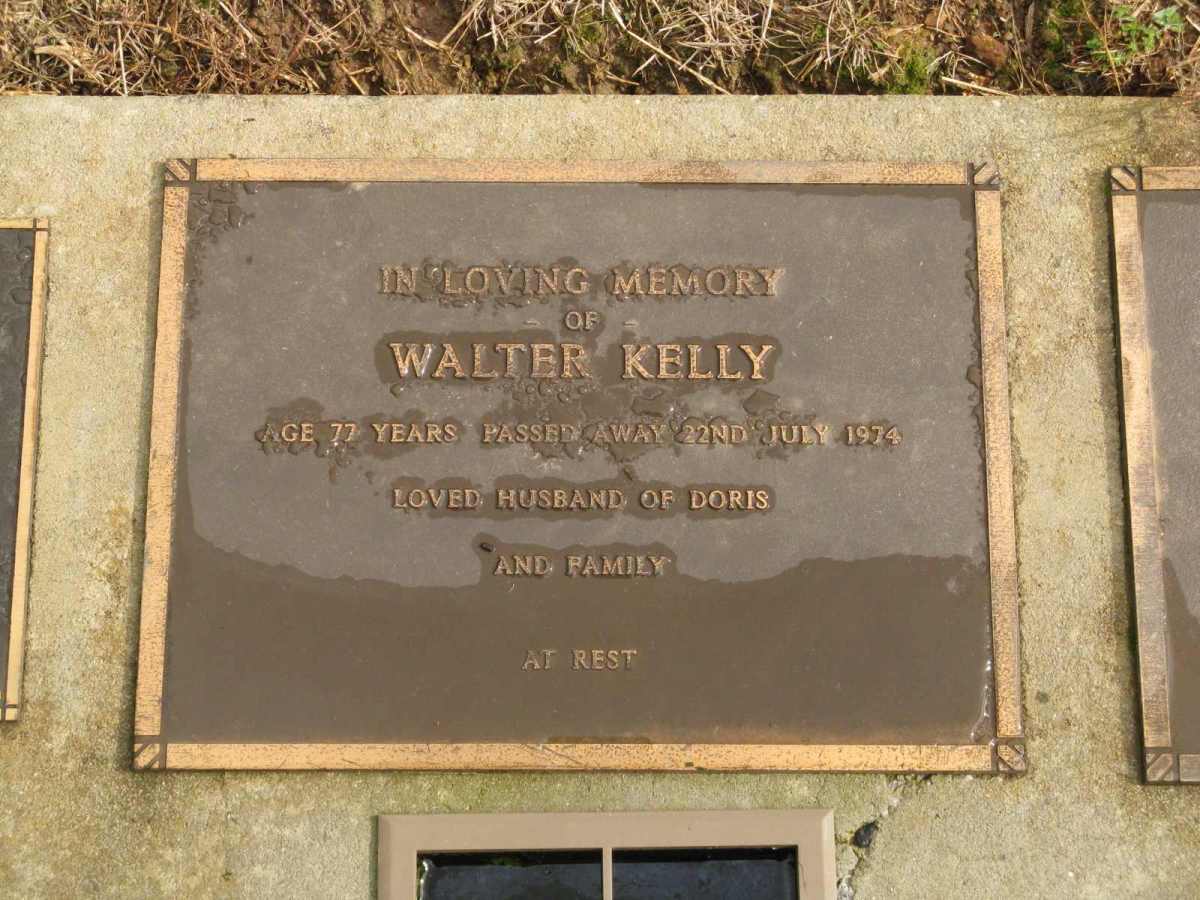 IN LOVING MEMORY
- OF -
WALTER KELLY
AGE 77 YEARS PASSED AWAY 22ND JULY 1974
LOVED HUSBAND OF DORIS
AND FAMILY
AT REST